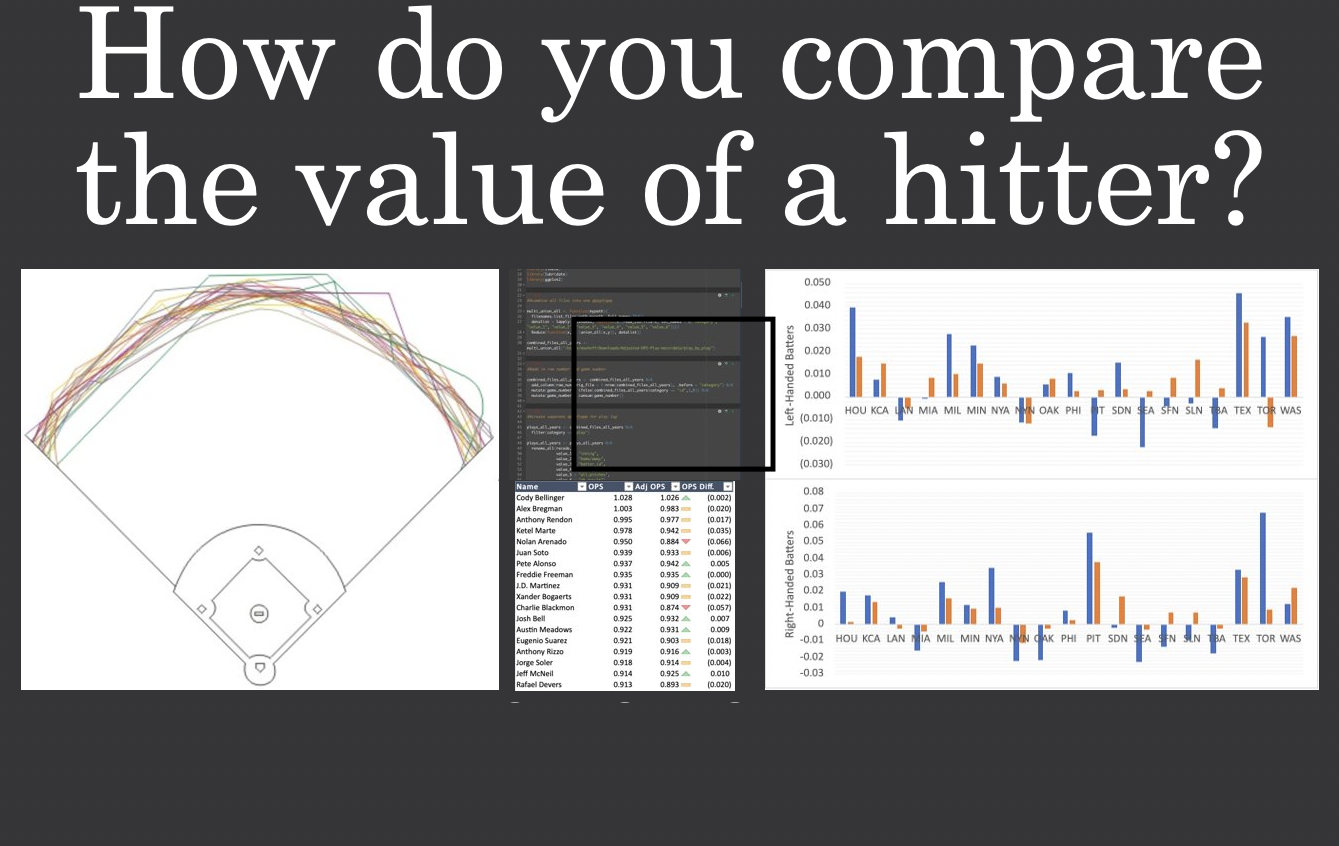 How do you compare
the value of a hitter?
Name OPS Adj OPS OPS Diff.
Cody Bellinger 1.028 1.026 (0.002)
Alex Bregman 1.003 0.983 (0.020)
Anthony Rendon 0.995 0.977 (0.017)
Ketel Marte 0.978 0.942 (0.035)
Nolan Arenado 0.950 0.884 (0.066)
Juan Soto 0.939 0.933 (0.006)
Pete Alonso 0.937 0.942 0.005
Freddie Freeman 0.935 0.935 (0.000)
J.D. Martinez 0.931 0.909 (0.021)
Xander Bogaerts 0.931 0.909 (0.022)
Charlie Blackmon 0.931 0.874 (0.057)
Josh Bell 0.925 0.932 0.007
Austin Meadows 0.922 0.931 0.009
Eugenio Suarez 0.921 0.903 (0.018)
Anthony Rizzo 0.919 0.916 (0.003)
Jorge Soler 0.918 0.914 (0.004)
Jeff McNeil 0.914 0.925 0.010
Rafael Devers 0.913 0.893 (0.020)
Left-Handed Batters
0.050
0.040
0.030
0.020
0.010
0.000
HOU KCA LAN MIA MIL MIN NYA NYN OAK PHI PIT SDN SEA SFN SLN TBA TEX TOR WAS
(0.010)
(0.020)
(0.030)
Right-Handed Batters
0.08
0.07
0.06
0.05
0.04
0.03
0.02
0.01
0
HOU KCA LAN MIA MIL MIN NYA NYN OAK PHI PIT SDN SEA SFN SLN TBA TEX TOR WAS
-0.01
-0.02
-0.03